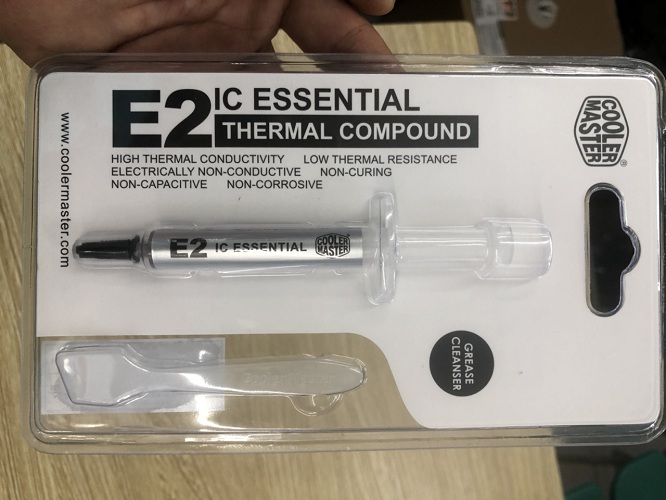 E2 IC ESSENTIAL
THERMAL COMPOUND
HIGH THERMAL CONDUCTIVITY LOW THERMAL RESISTANCE
ELECTRICALLY NON-CONDUCTIVE NON-CURING
NON-CAPACITIVE NON-CORROSIVE
COOLER
MASTER®
www.coolermaster.com
E2 IC ESSENTIAL
COOLER
MASTER
GREASE
CLEANSER